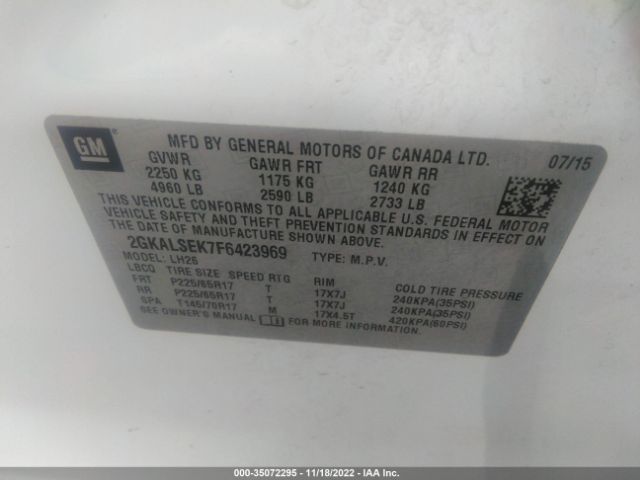 GM
MFD BY GENERAL MOTORS OF CANADA LTD. 07/15
GVWR GAWR FRT GAWR RR
2250 KG 1175 KG 1240 KG
4960 LB 2590 LB 2733 LB
THIS VEHICLE CONFORMS TO ALL APPLICABLE U.S. FEDERAL MOTOR
VEHICLE SAFETY AND THEFT PREVENTION STANDARDS IN EFFECT ON
THE DATE OF MANUFACTURE SHOWN ABOVE.
2GKALSEK7F6423969 TYPE: M.P.V.
MODEL: LH26
LBCQ TIRE SIZE SPEED RTG RIM COLD TIRE PRESSURE
FRT P225/65R17 T 17X7J 240KPA(35PSI)
RR P225/65R17 T 17X7J 240KPA(35PSI)
SPA T145/70R17 M 17X4.5T 420KPA(60PSI)
SEE OWNER'S MANUAL FOR MORE INFORMATION.
000-35072295 - 11/18/2022 - IAA Inc.